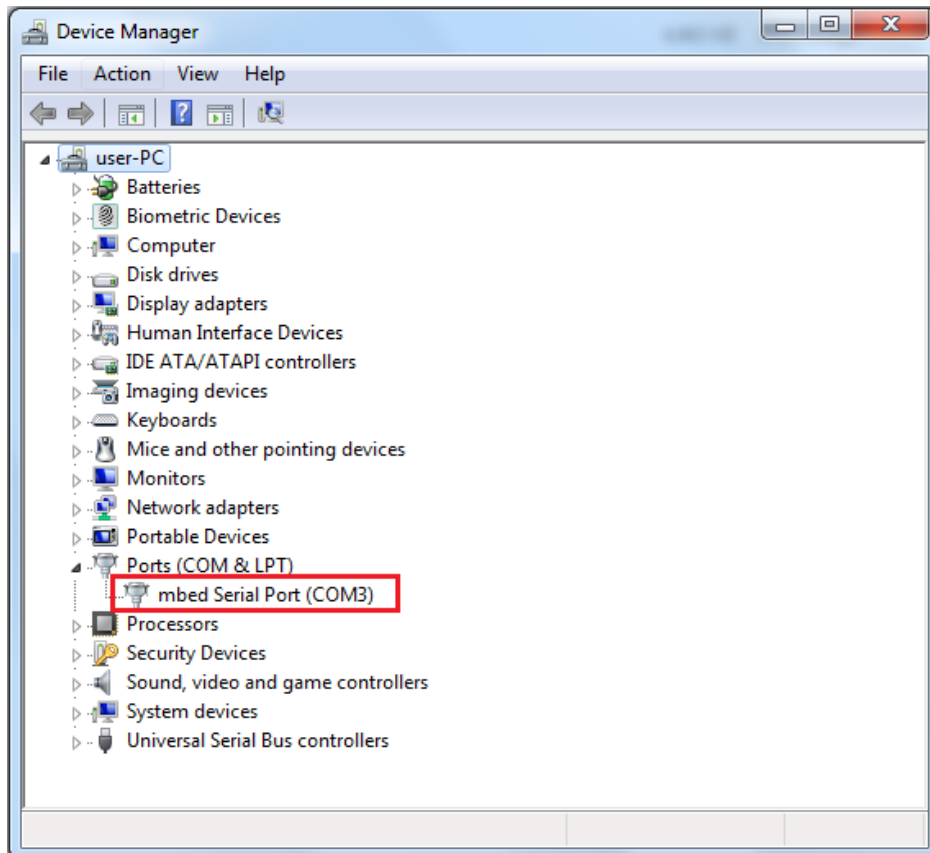 Device Manager
File Action View Help
user-PC
Batteries
Biometric Devices
Computer
Disk drives
Display adapters
Human Interface Devices
IDE ATA/ATAPI controllers
Imaging devices
Keyboards
Mice and other pointing devices
Monitors
Network adapters
Portable Devices
Ports (COM & LPT)
mbed Serial Port (COM3)
Processors
Security Devices
Sound, video and game controllers
System devices
Universal Serial Bus controllers